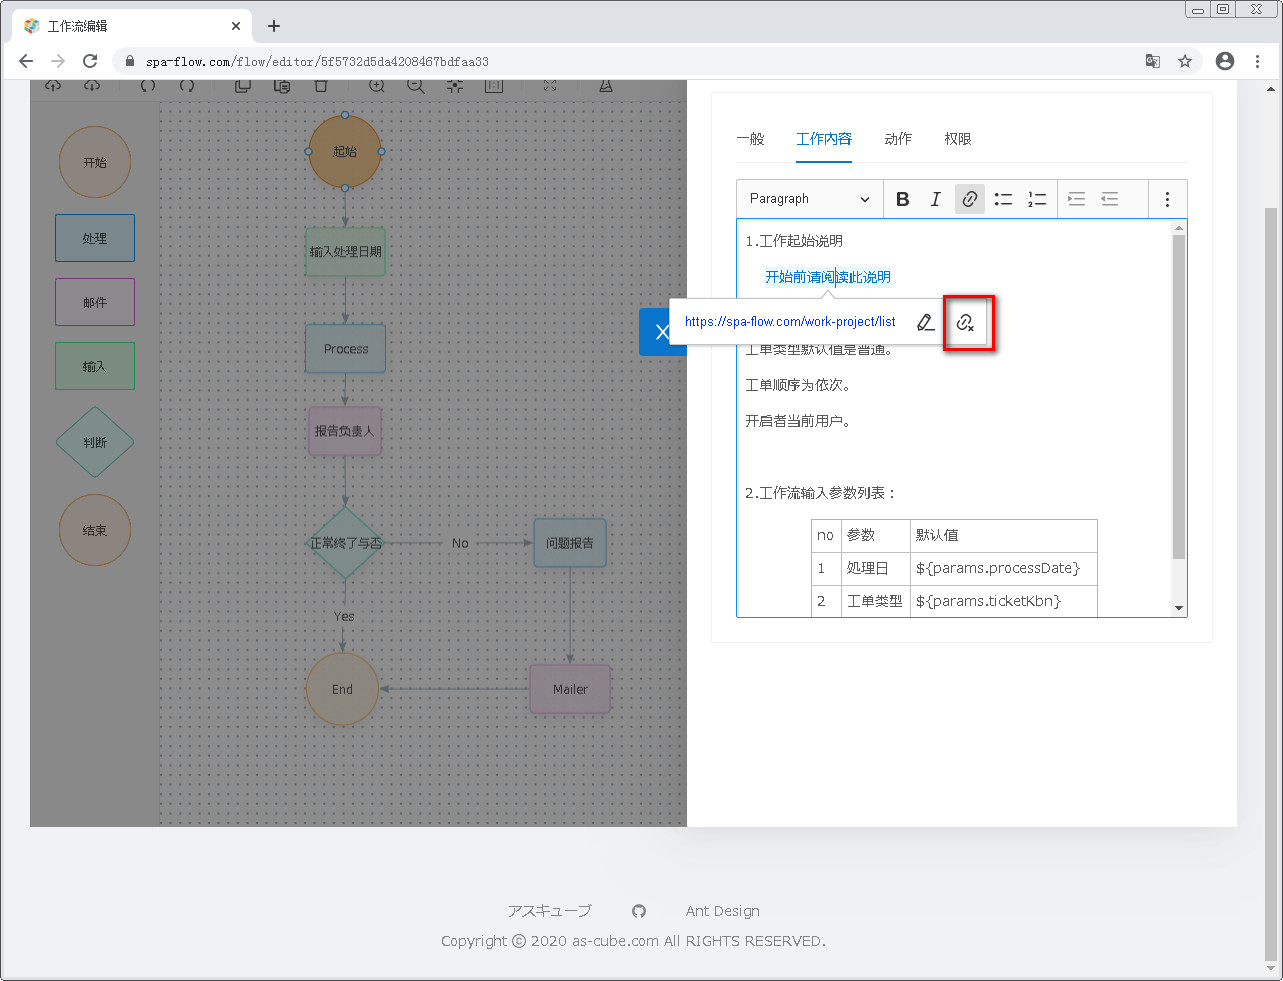 工作流编辑
spa-flow.com/flow/editor/5f5732d5da4208467bdfaa33
开始
处理
邮件
输入
判断
结束
起始
输入处理日期
Process
报告负责人
正常终了与否
No
问题报告
Yes
End
Mailer
一般
工作内容
动作
权限
Paragraph
B
I
1.工作起始说明
开始前请阅读此说明
https://spa-flow.com/work-project/list
X
工单类型默认值是普通。
工单顺序为依次。
开启者当前用户。
2.工作流输入参数列表：
no 参数 默认值
1 处理日 ${params.processDate}
2 工单类型 ${params.ticketKbn}
アスキューブ
Ant Design
Copyright © 2020 as-cube.com All RIGHTS RESERVED.